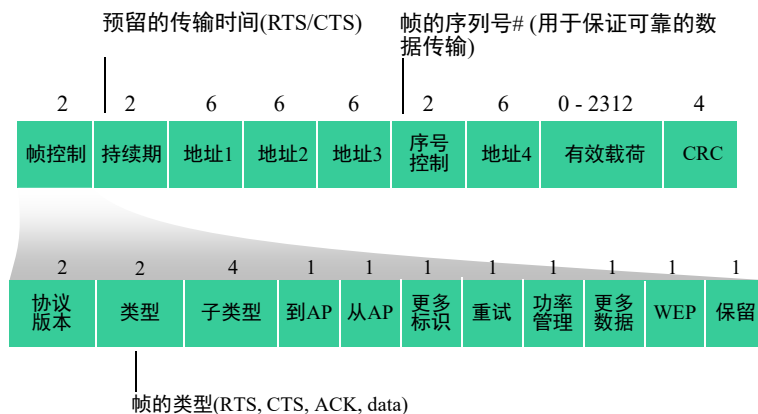 预留的传输时间(RTS/CTS)
帧的序列号# (用于保证可靠的数
据传输)
2 2 6 6 6 2 6 0 - 2312 4
帧控制 持续期 地址1 地址2 地址3 序号
控制 地址4 有效载荷 CRC
2 2 4 1 1 1 1 1 1 1 1
协议
版本 类型 子类型 到AP 从AP 更多
标识 重试 功率
管理 更多
数据 WEP 保留
帧的类型(RTS, CTS, ACK, data)